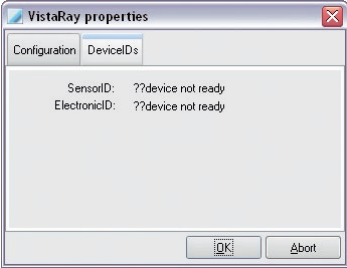 VistaRay properties
Configuration DeviceIDs
SensorID: ??device not ready
ElectronicID: ??device not ready
OK Abort